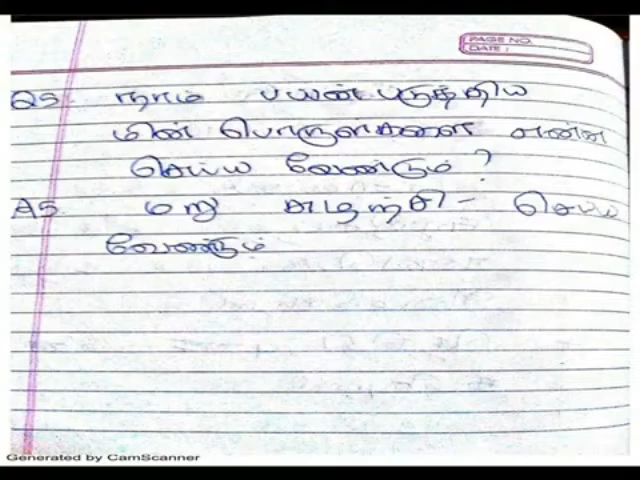 PAGE NO.
DATE :
Q5 நாம் பயன்படுத்திய
மின் பொருள்களை என்ன
செய்ய வேண்டும் ?
A5 மறு சுழற்சி - செய்ய
வேண்டும்
Generated by CamScanner